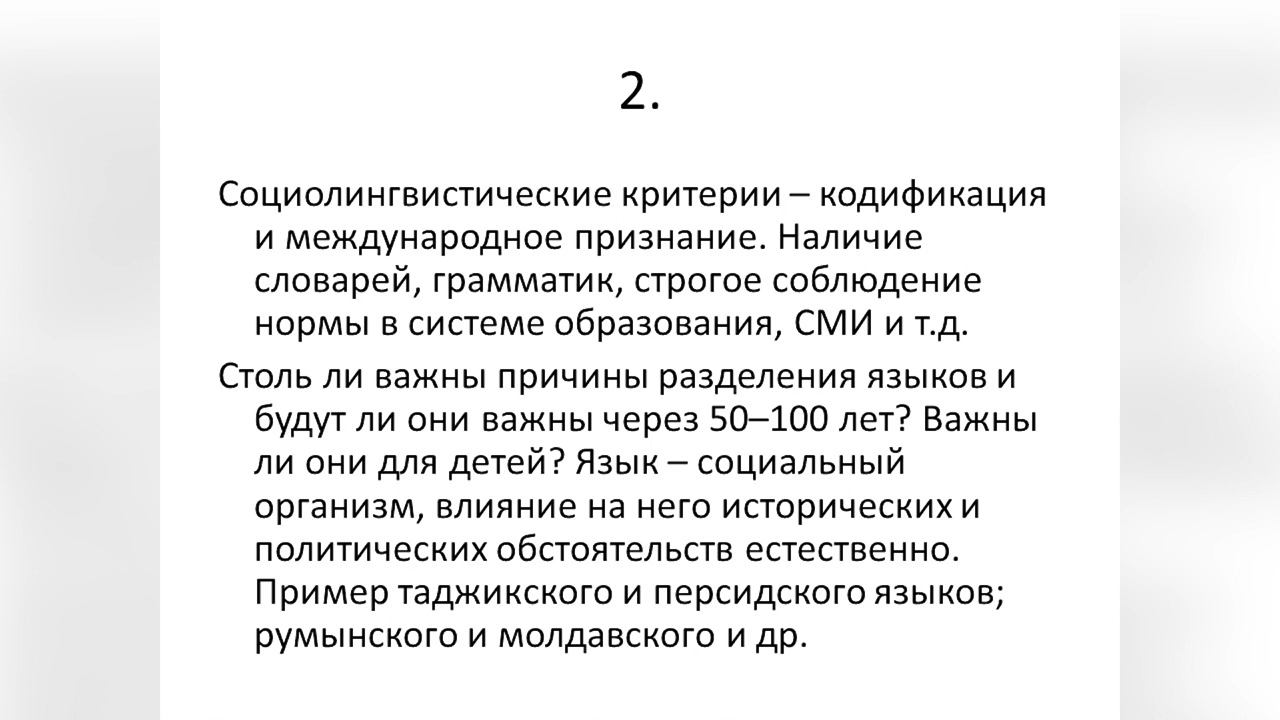 2.
Социолингвистические критерии – кодификация
и международное признание. Наличие
словарей, грамматик, строгое соблюдение
нормы в системе образования, СМИ и т.д.
Столь ли важны причины разделения языков и
будут ли они важны через 50–100 лет? Важны
ли они для детей? Язык – социальный
организм, влияние на него исторических и
политических обстоятельств естественно.
Пример таджикского и персидского языков;
румынского и молдавского и др.